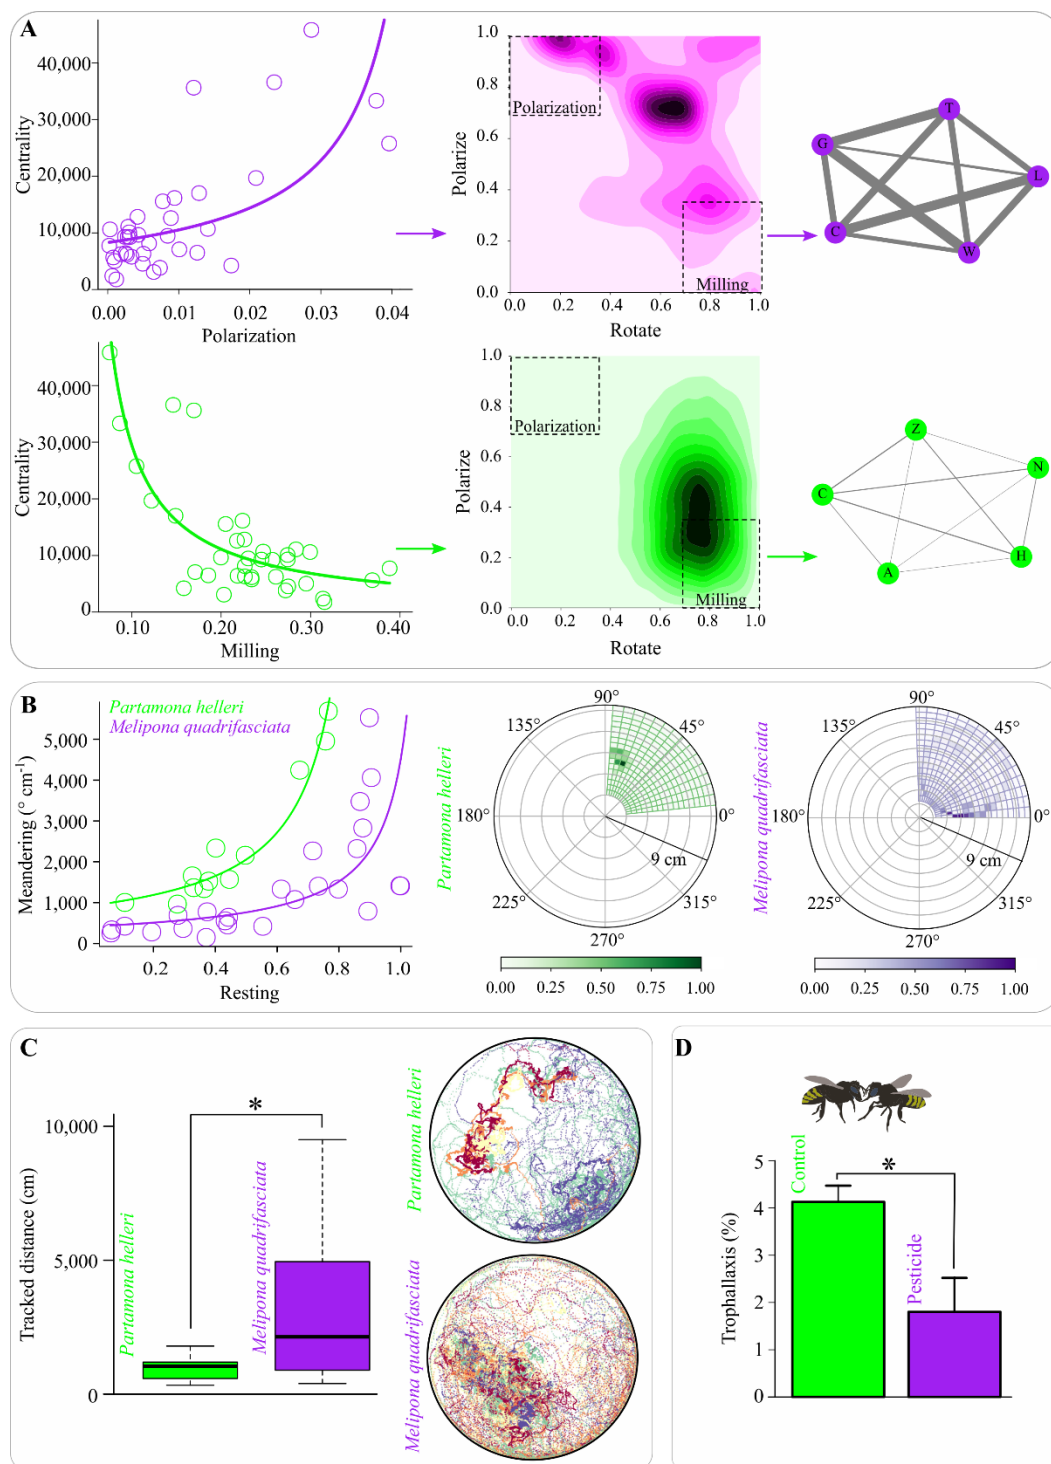 A
Centrality
40,000
30,000
20,000
10,000
0
0.00 0.01 0.02 0.03 0.04
Polarization
Polarize
1.0
0.8
0.6
0.4
0.2
0.0
Polarization
Milling
0.0 0.2 0.4 0.6 0.8 1.0
Rotate
T
G
L
C
W
Centrality
40,000
30,000
20,000
10,000
0
0.10 0.20 0.30 0.40
Milling
Polarize
1.0
0.8
0.6
0.4
0.2
0.0
Polarization
Milling
0.0 0.2 0.4 0.6 0.8 1.0
Rotate
Z
N
C
H
A
B
Partamona helleri
Melipona quadrifasciata
Meandering (° cm-1)
5,000
4,000
3,000
2,000
1,000
0
0.2 0.4 0.6 0.8 1.0
Resting
Partamona helleri
90°
135° 45°
180° 0°
9 cm
225° 315°
270°
0.00 0.25 0.50 0.75 1.00
Melipona quadrifasciata
90°
135° 45°
180° 0°
9 cm
225° 315°
270°
0.00 0.25 0.50 0.75 1.00
C
Tracked distance (cm)
10,000
5,000
0
Partamona helleri
Melipona quadrifasciata
*
Partamona helleri
Melipona quadrifasciata
D
Trophallaxis (%)
5
4
3
2
1
0
Control
Pesticide
*